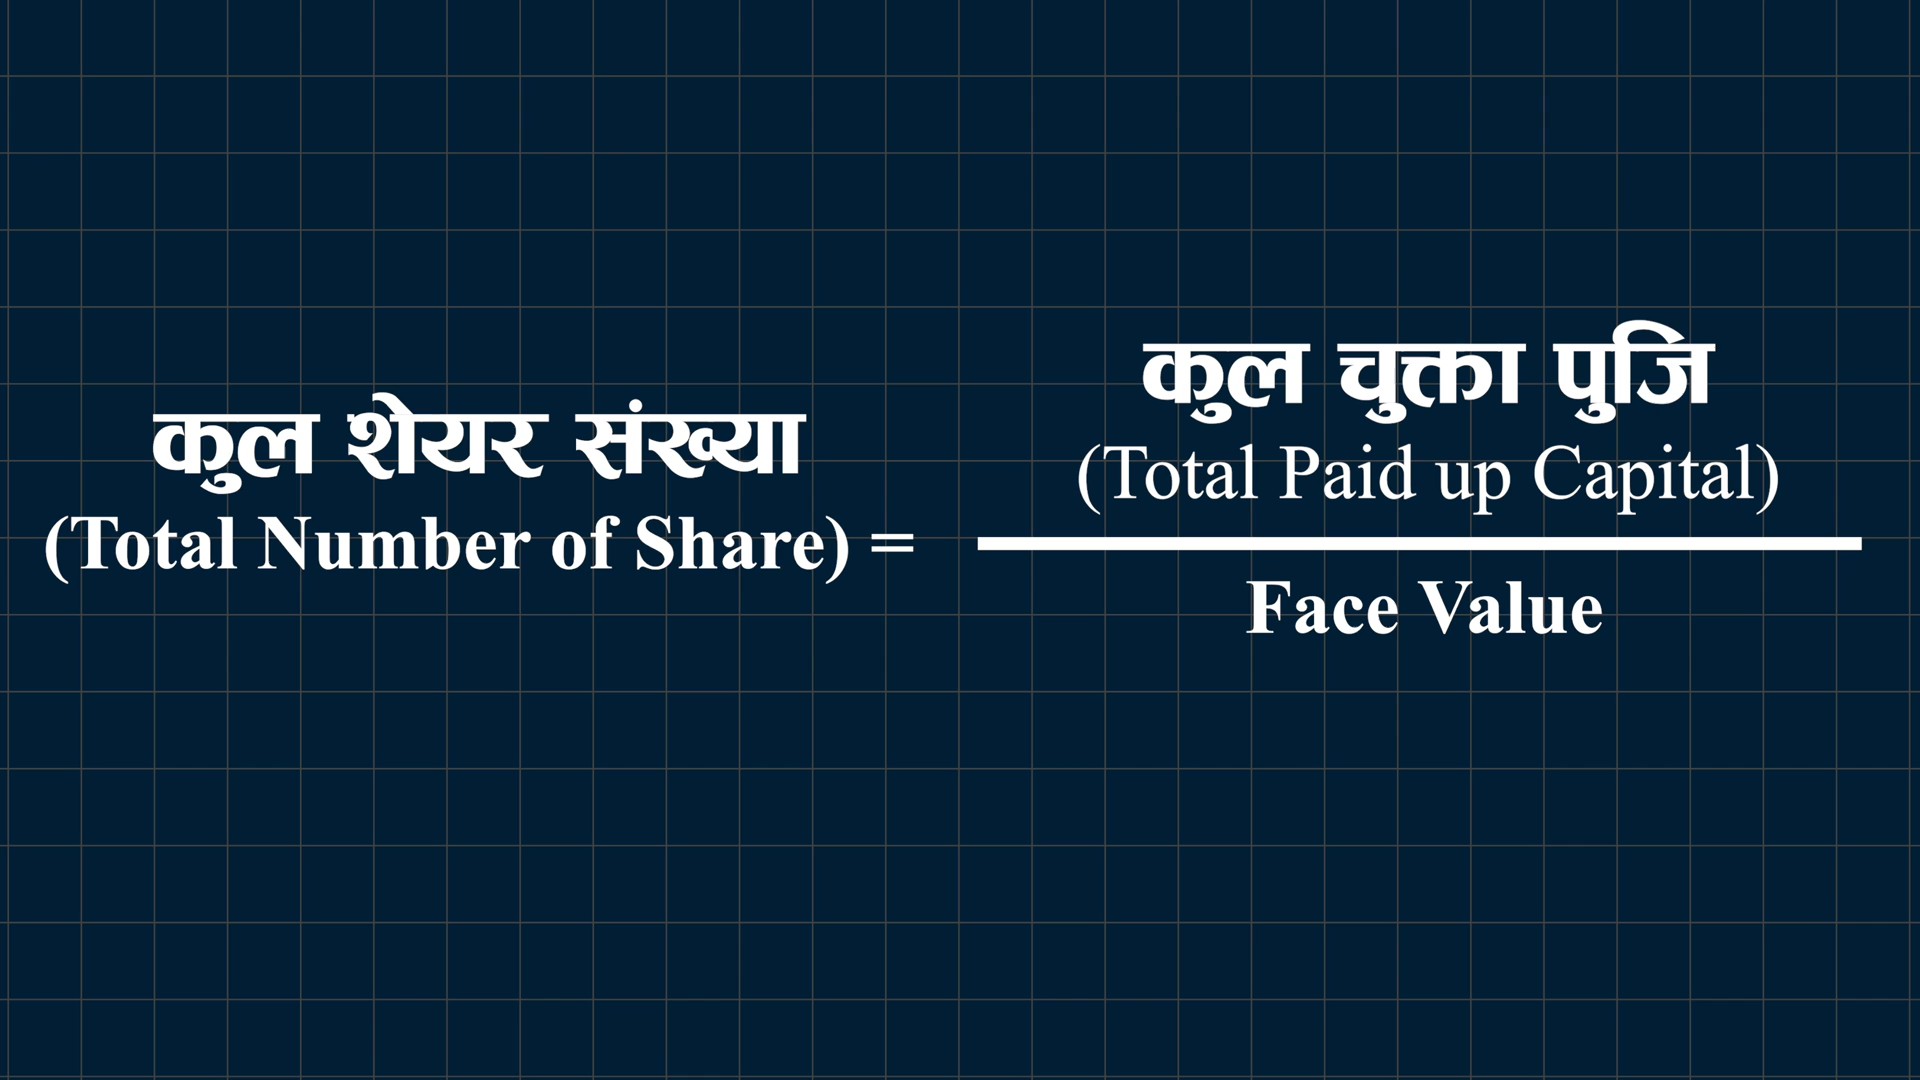 कुल शेयर संख्या
(Total Number of Share) =
कुल चुक्ता पुजि
(Total Paid up Capital)
Face Value